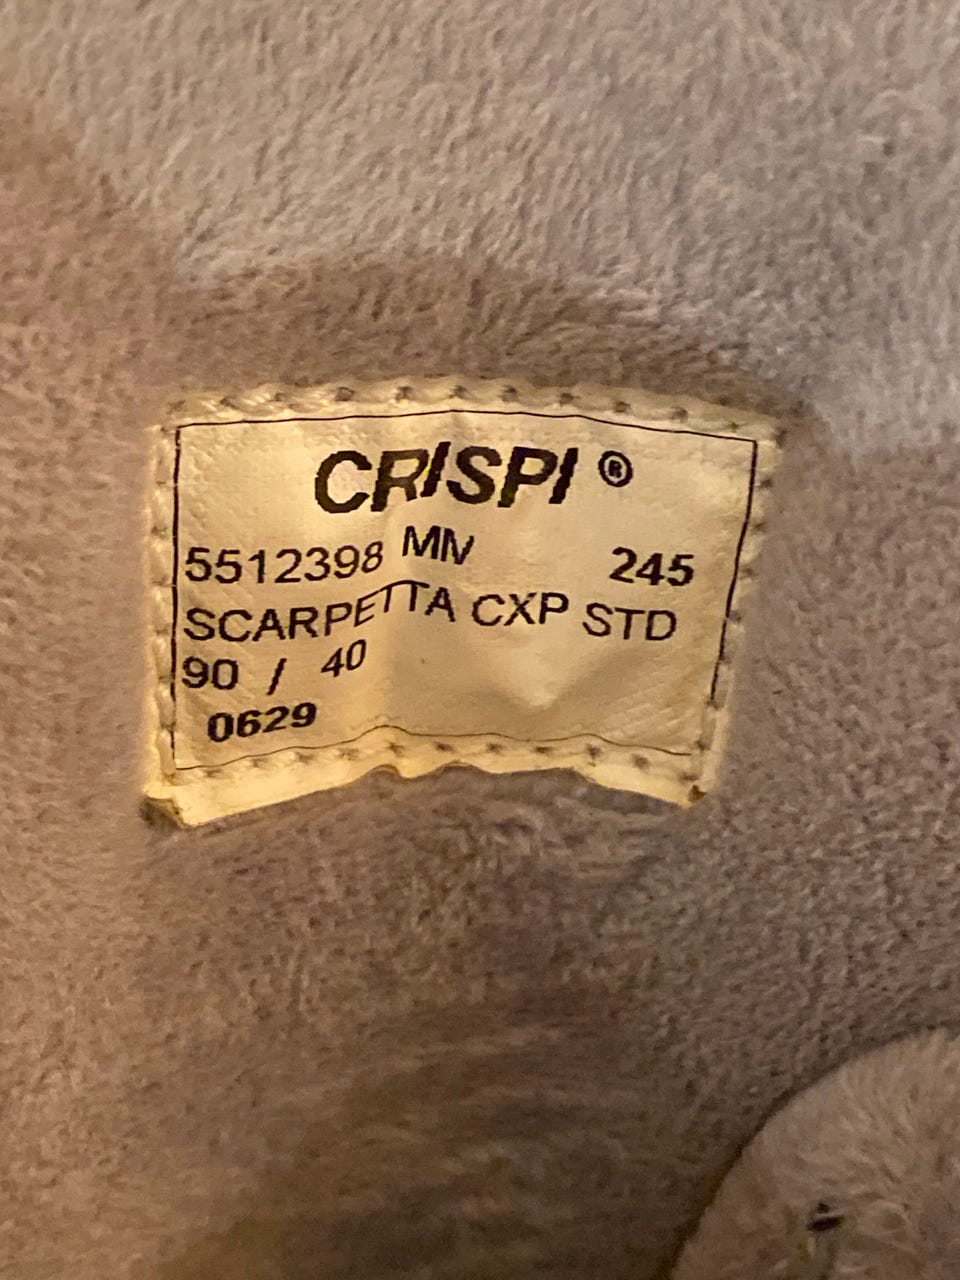 CRISPI ®
5512398 MN 245
SCARPETTA CXP STD
90 / 40
0629